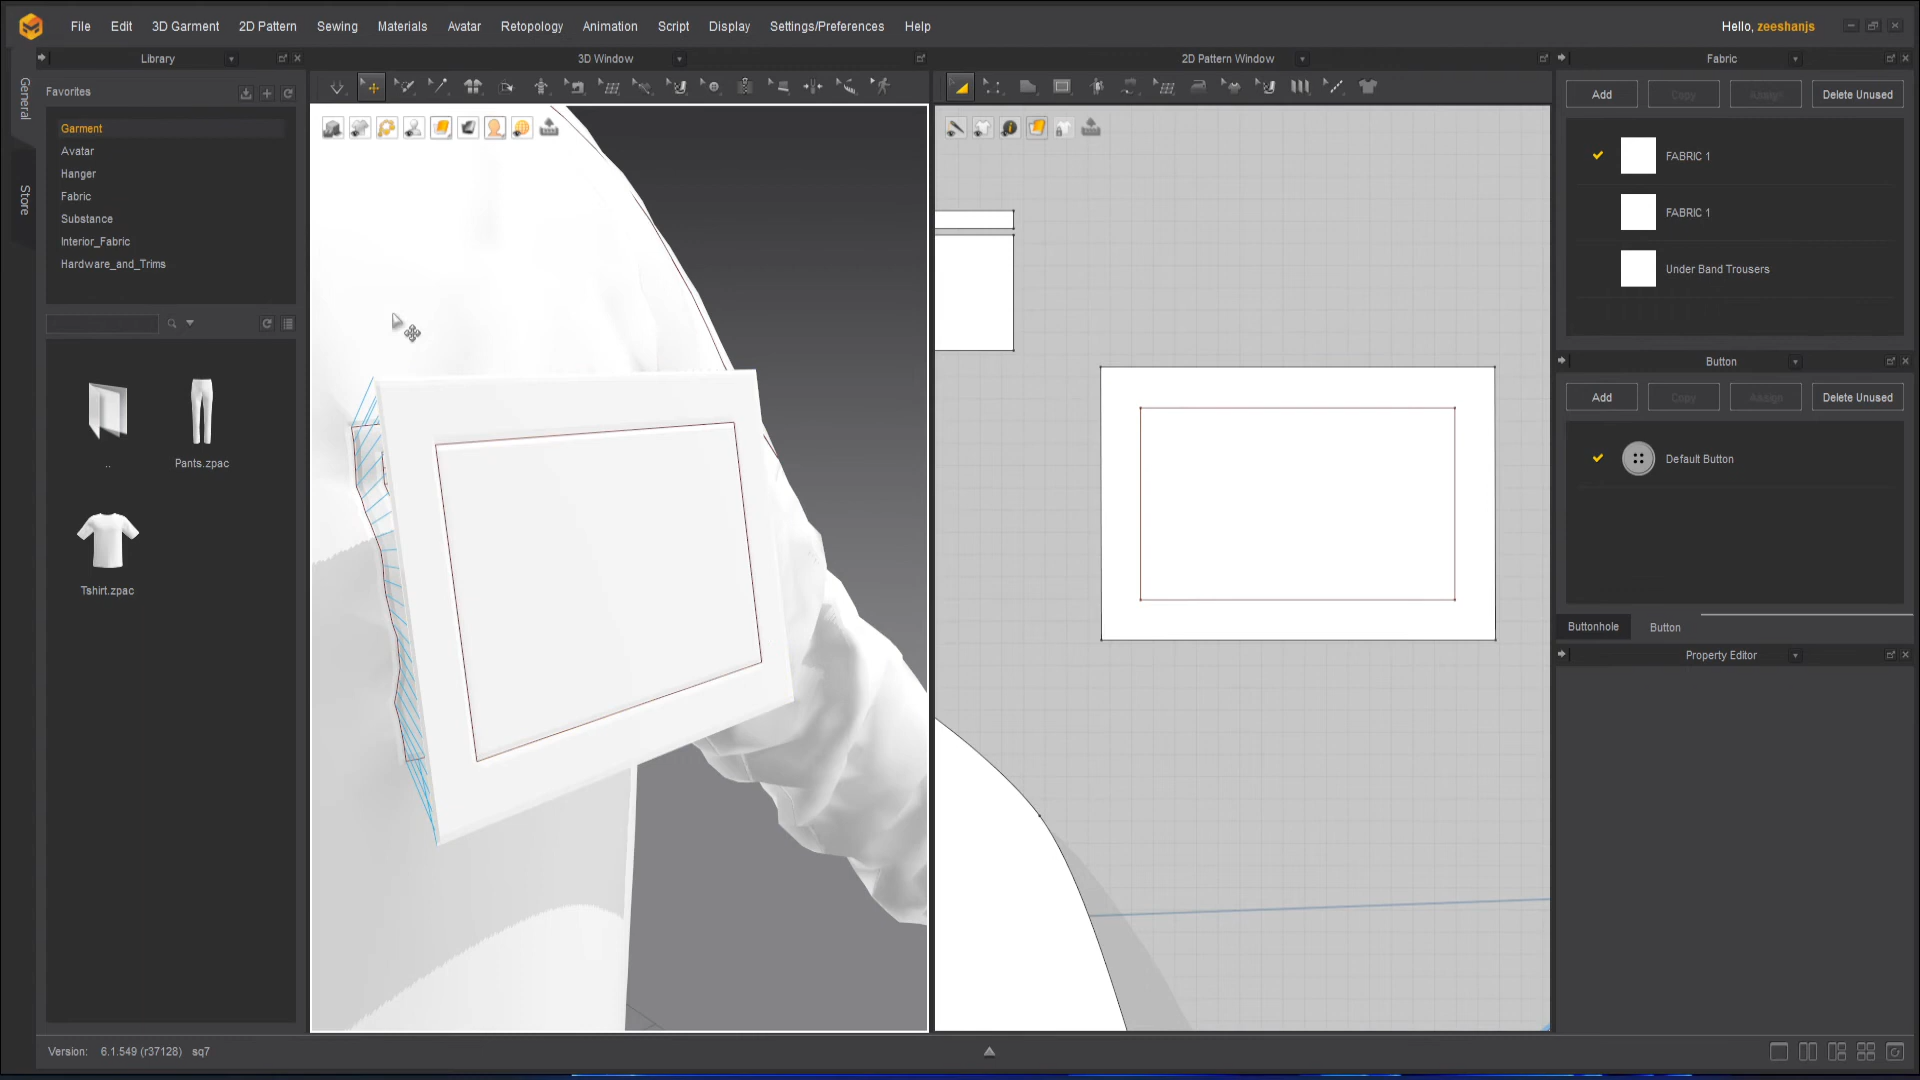 File Edit 3D Garment 2D Pattern Sewing Materials Avatar Retopology Animation Script Display Settings/Preferences Help Hello, zeeshanjs
Library 3D Window 2D Pattern Window Fabric
General
Store
Favorites
Garment
Avatar
Hanger
Fabric
Substance
Interior_Fabric
Hardware_and_Trims
..
Pants.zpac
Tshirt.zpac
Add Copy Assign Delete Unused
FABRIC 1
FABRIC 1
Under Band Trousers
Button
Add Copy Assign Delete Unused
Default Button
Buttonhole Button
Property Editor
Version: 6.1.549 (r37128) sq7